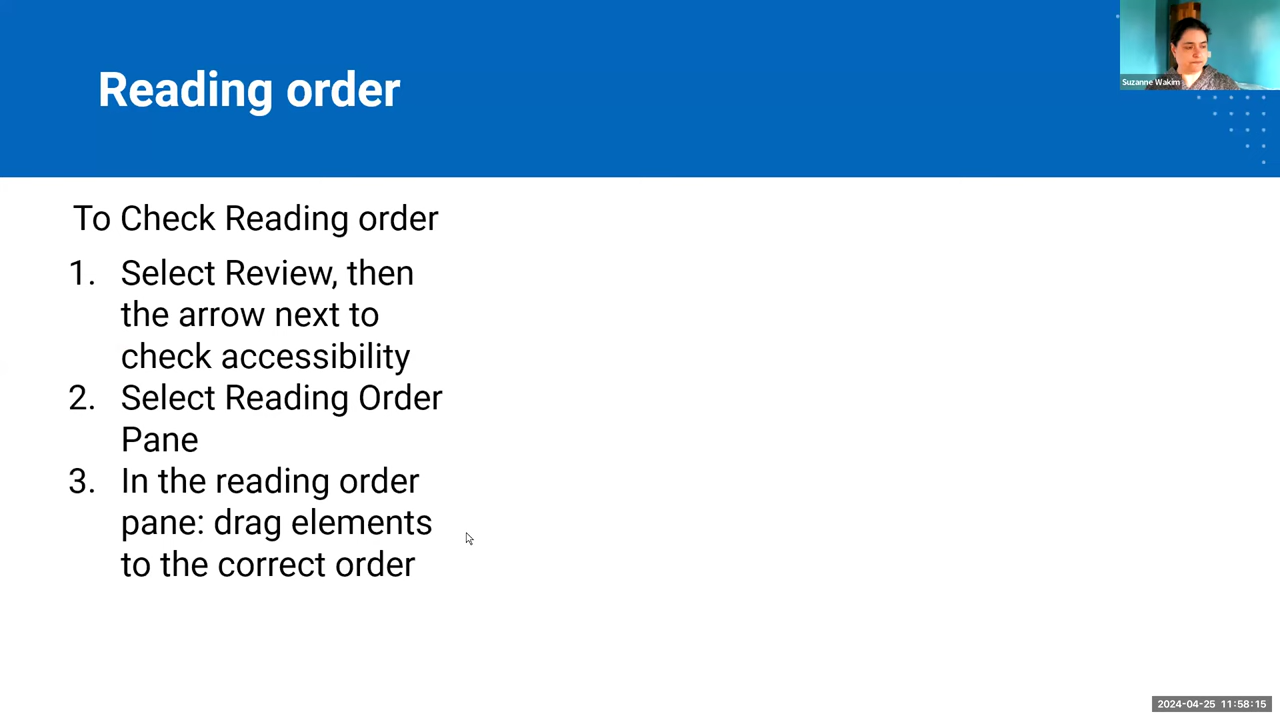 Reading order
Suzanne Wakim
To Check Reading order
1. Select Review, then
the arrow next to
check accessibility
2. Select Reading Order
Pane
3. In the reading order
pane: drag elements
to the correct order
2024-04-25 11:58:15